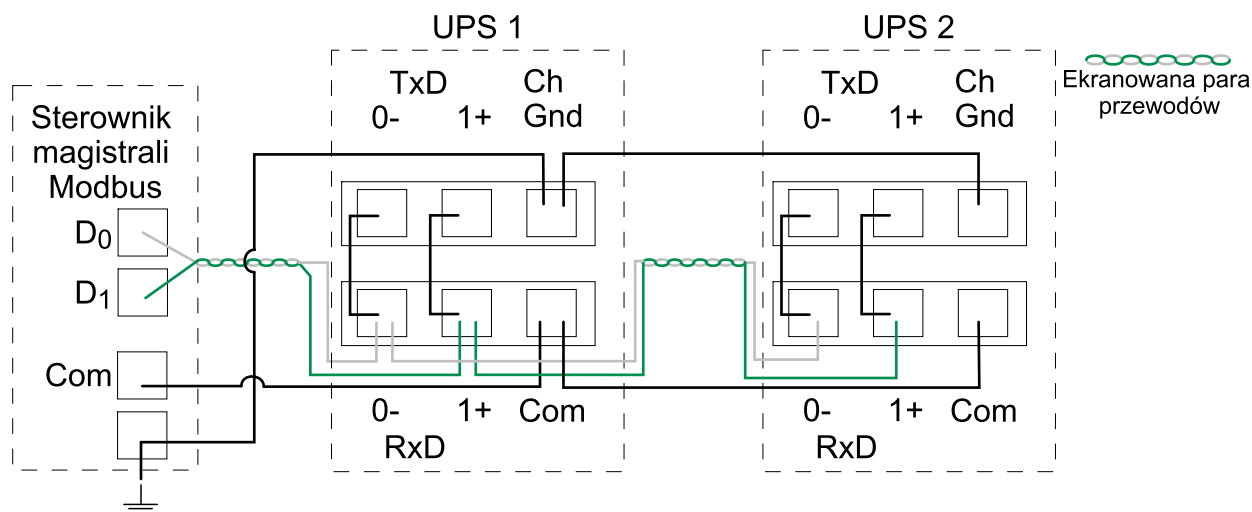 UPS 1
UPS 2
TxD
Ch
0-
1+
Gnd
TxD
Ch
0-
1+
Gnd
Ekranowana para
przewodów
Sterownik
magistrali
Modbus
D0
D1
Com
0-
1+
Com
RxD
0-
1+
Com
RxD